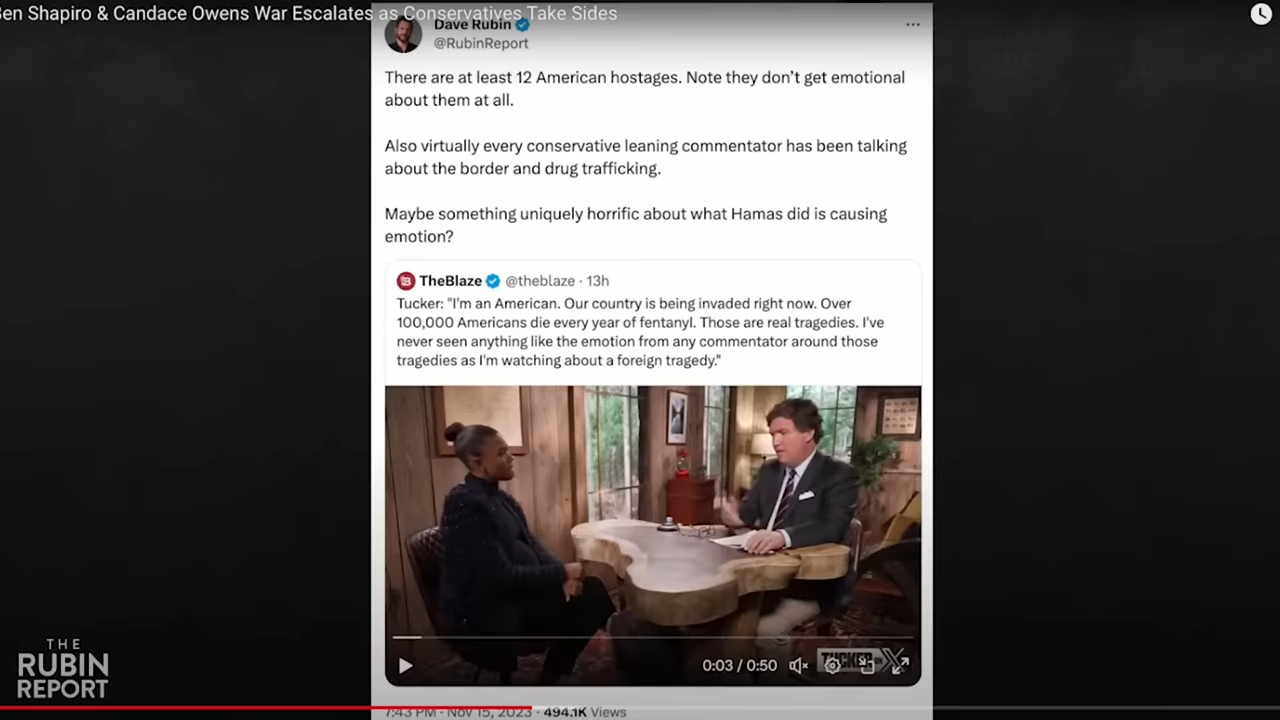 en Shapiro & Candace Owens War Escalates as Conservatives Take Sides
Dave Rubin
@RubinReport
There are at least 12 American hostages. Note they don't get emotional
about them at all.
Also virtually every conservative leaning commentator has been talking
about the border and drug trafficking.
Maybe something uniquely horrific about what Hamas did is causing
emotion?
TheBlaze @theblaze · 13h
Tucker: "I'm an American. Our country is being invaded right now. Over
100,000 Americans die every year of fentanyl. Those are real tragedies. I've
never seen anything like the emotion from any commentator around those
tragedies as I'm watching about a foreign tragedy."
0:03 / 0:50
TUCKER
THE
RUBIN
REPORT
7:43 PM · Nov 15, 2023 · 494.1K Views